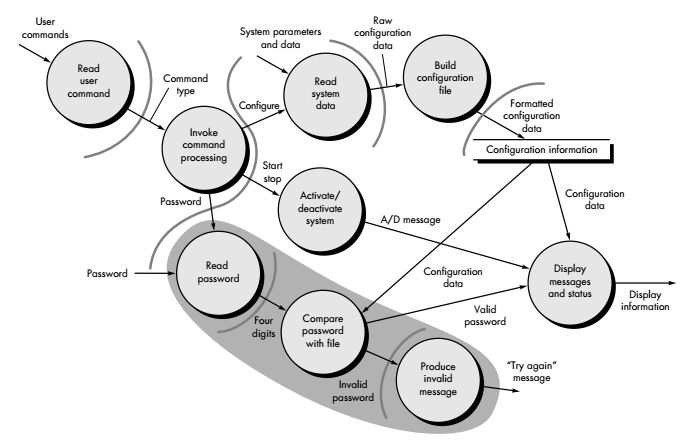 User
commands
Read
user
command
Command
type
Invoke
command
processing
System parameters
and data
Configure
Read
system
data
Raw
configuration
data
Build
configuration
file
Formatted
configuration
data
Configuration information
Start
stop
Activate/
deactivate
system
A/D message
Configuration
data
Configuration
data
Display
messages
and status
Display
information
Password
Password
Read
password
Four
digits
Compare
password
with file
Valid
password
Invalid
password
Produce
invalid
message
"Try again"
message